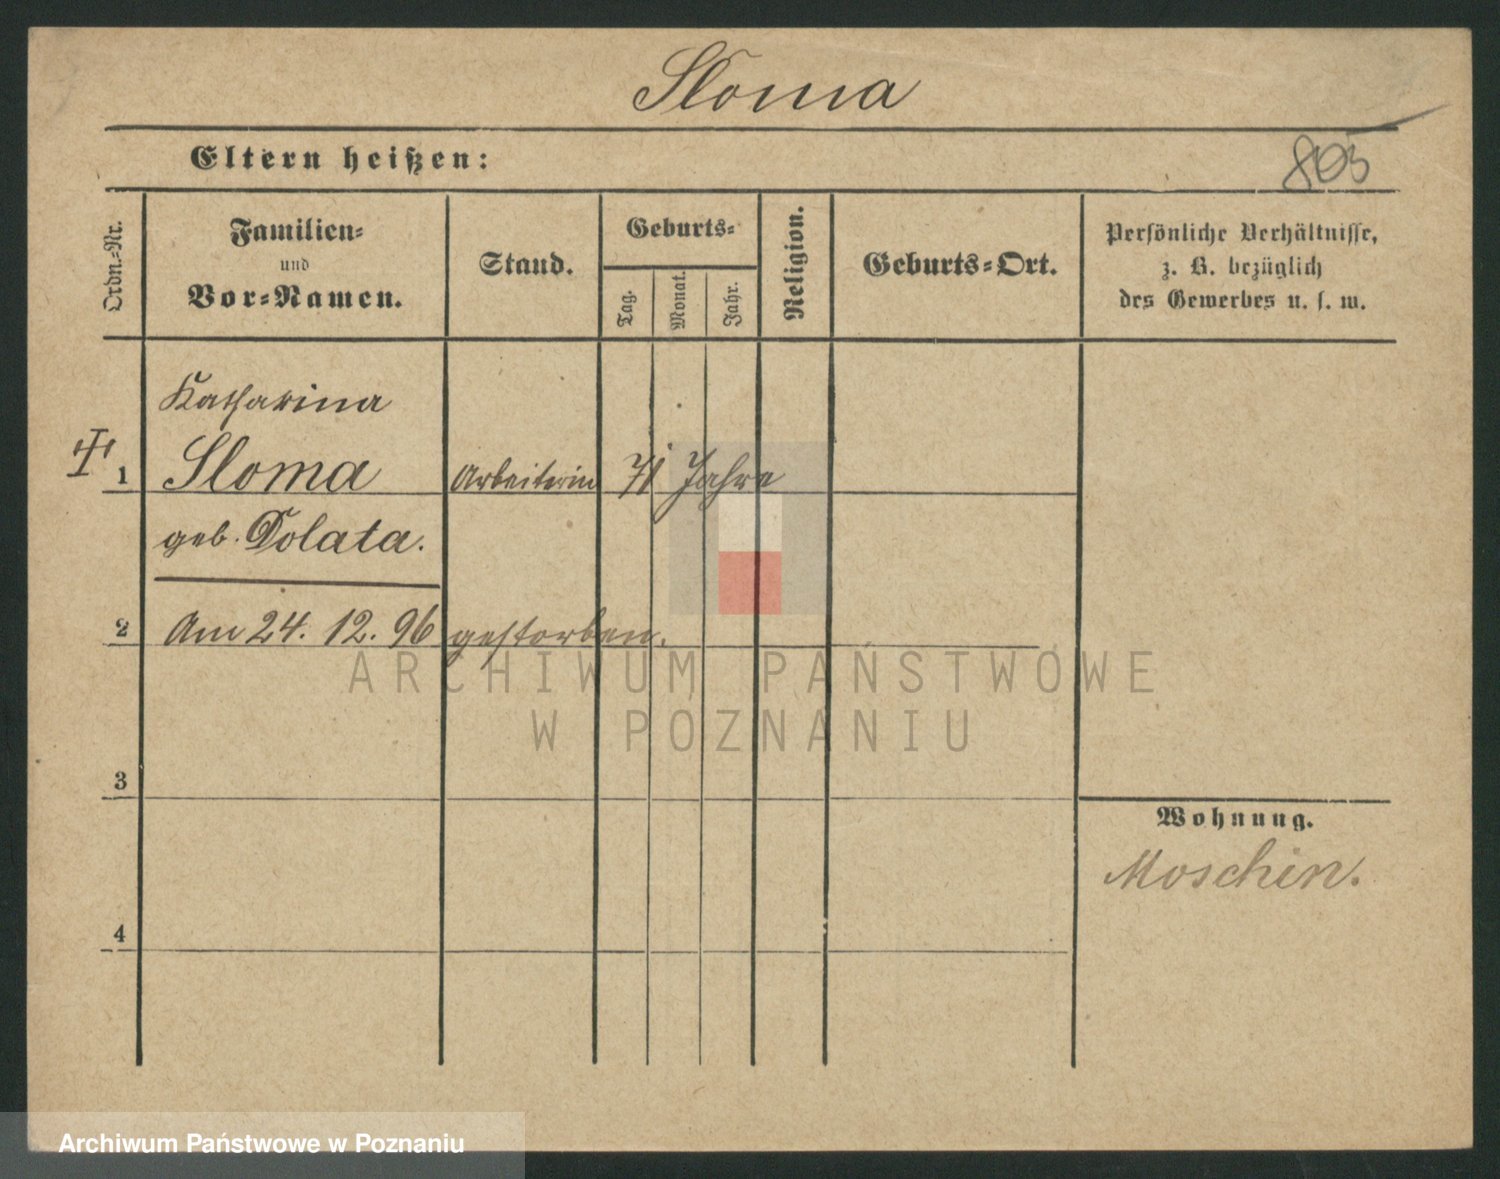 Sloma
Eltern heißen:
805
Ordn.-Nr.
Familien-
und
Vor-Namen.
Stand.
Geburts-
Tag.
Monat.
Jahr.
Religion.
Geburts-Ort.
Persönliche Verhältnisse,
z. B. bezüglich
des Gewerbes u. s. w.
Katharina
1 Sloma Arbeiterin 71 Jahre
geb. Dolata.
2 Am 24. 12. 96 gestorben.
ARCHIWUM PAŃSTWOWE
W POZNANIU
3
Wohnung.
Moschin.
4
Archiwum Państwowe w Poznaniu